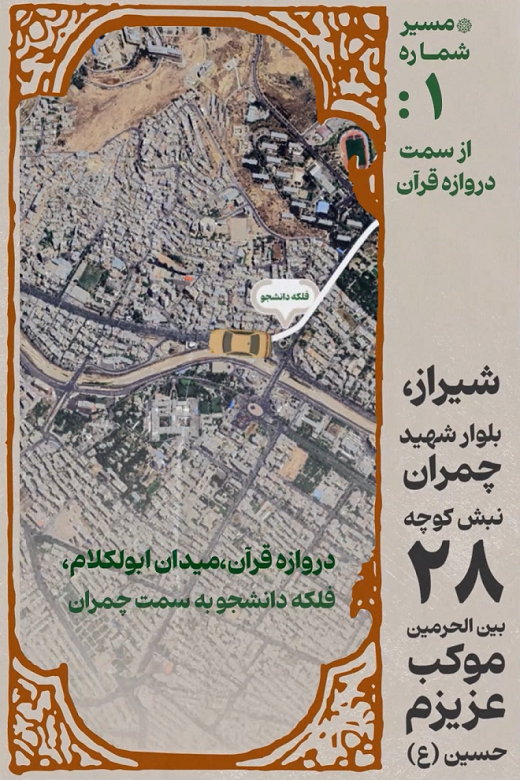 مسیر
شماره
۱ :
از سمت
دروازه قرآن
فلکه دانشجو
شیراز،
بلوار شهید
چمران
نبش کوچه
۲۸
بین الحرمین
موکب
عزیزم
حسین (ع)
دروازه قرآن،میدان ابولکلام،
فلکه دانشجو به سمت چمران